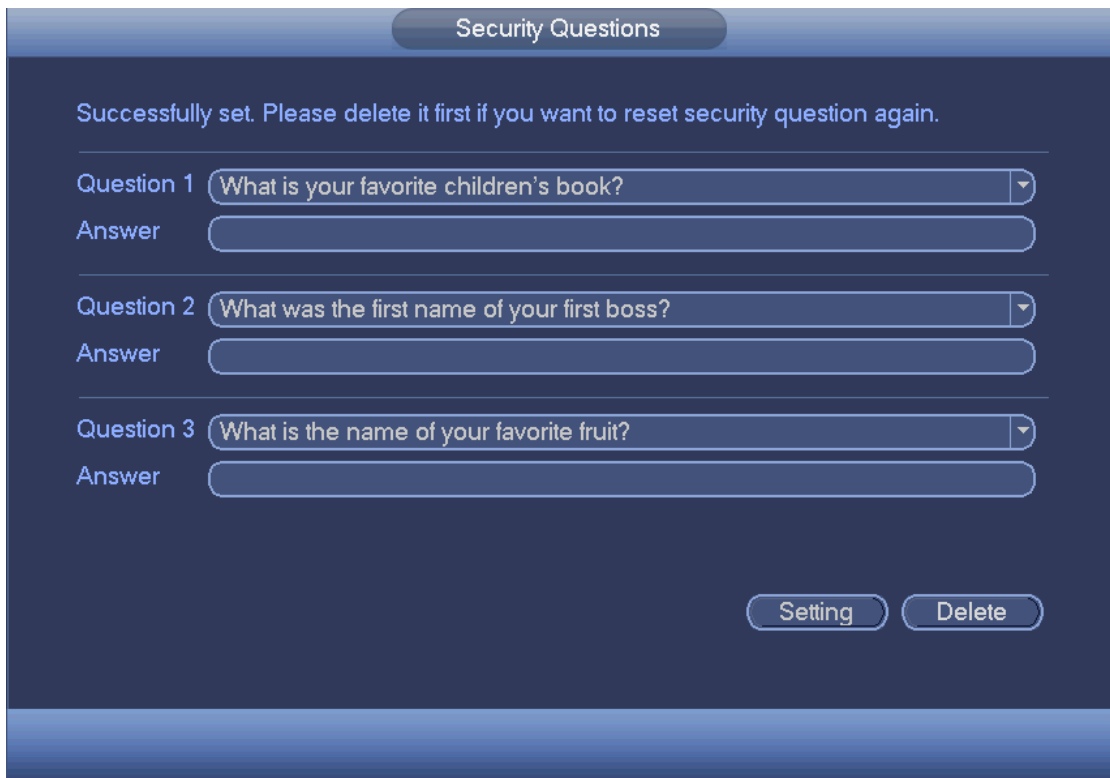 Security Questions
Successfully set. Please delete it first if you want to reset security question again.
Question 1 What is your favorite children's book?
Answer
Question 2 What was the first name of your first boss?
Answer
Question 3 What is the name of your favorite fruit?
Answer
Setting Delete